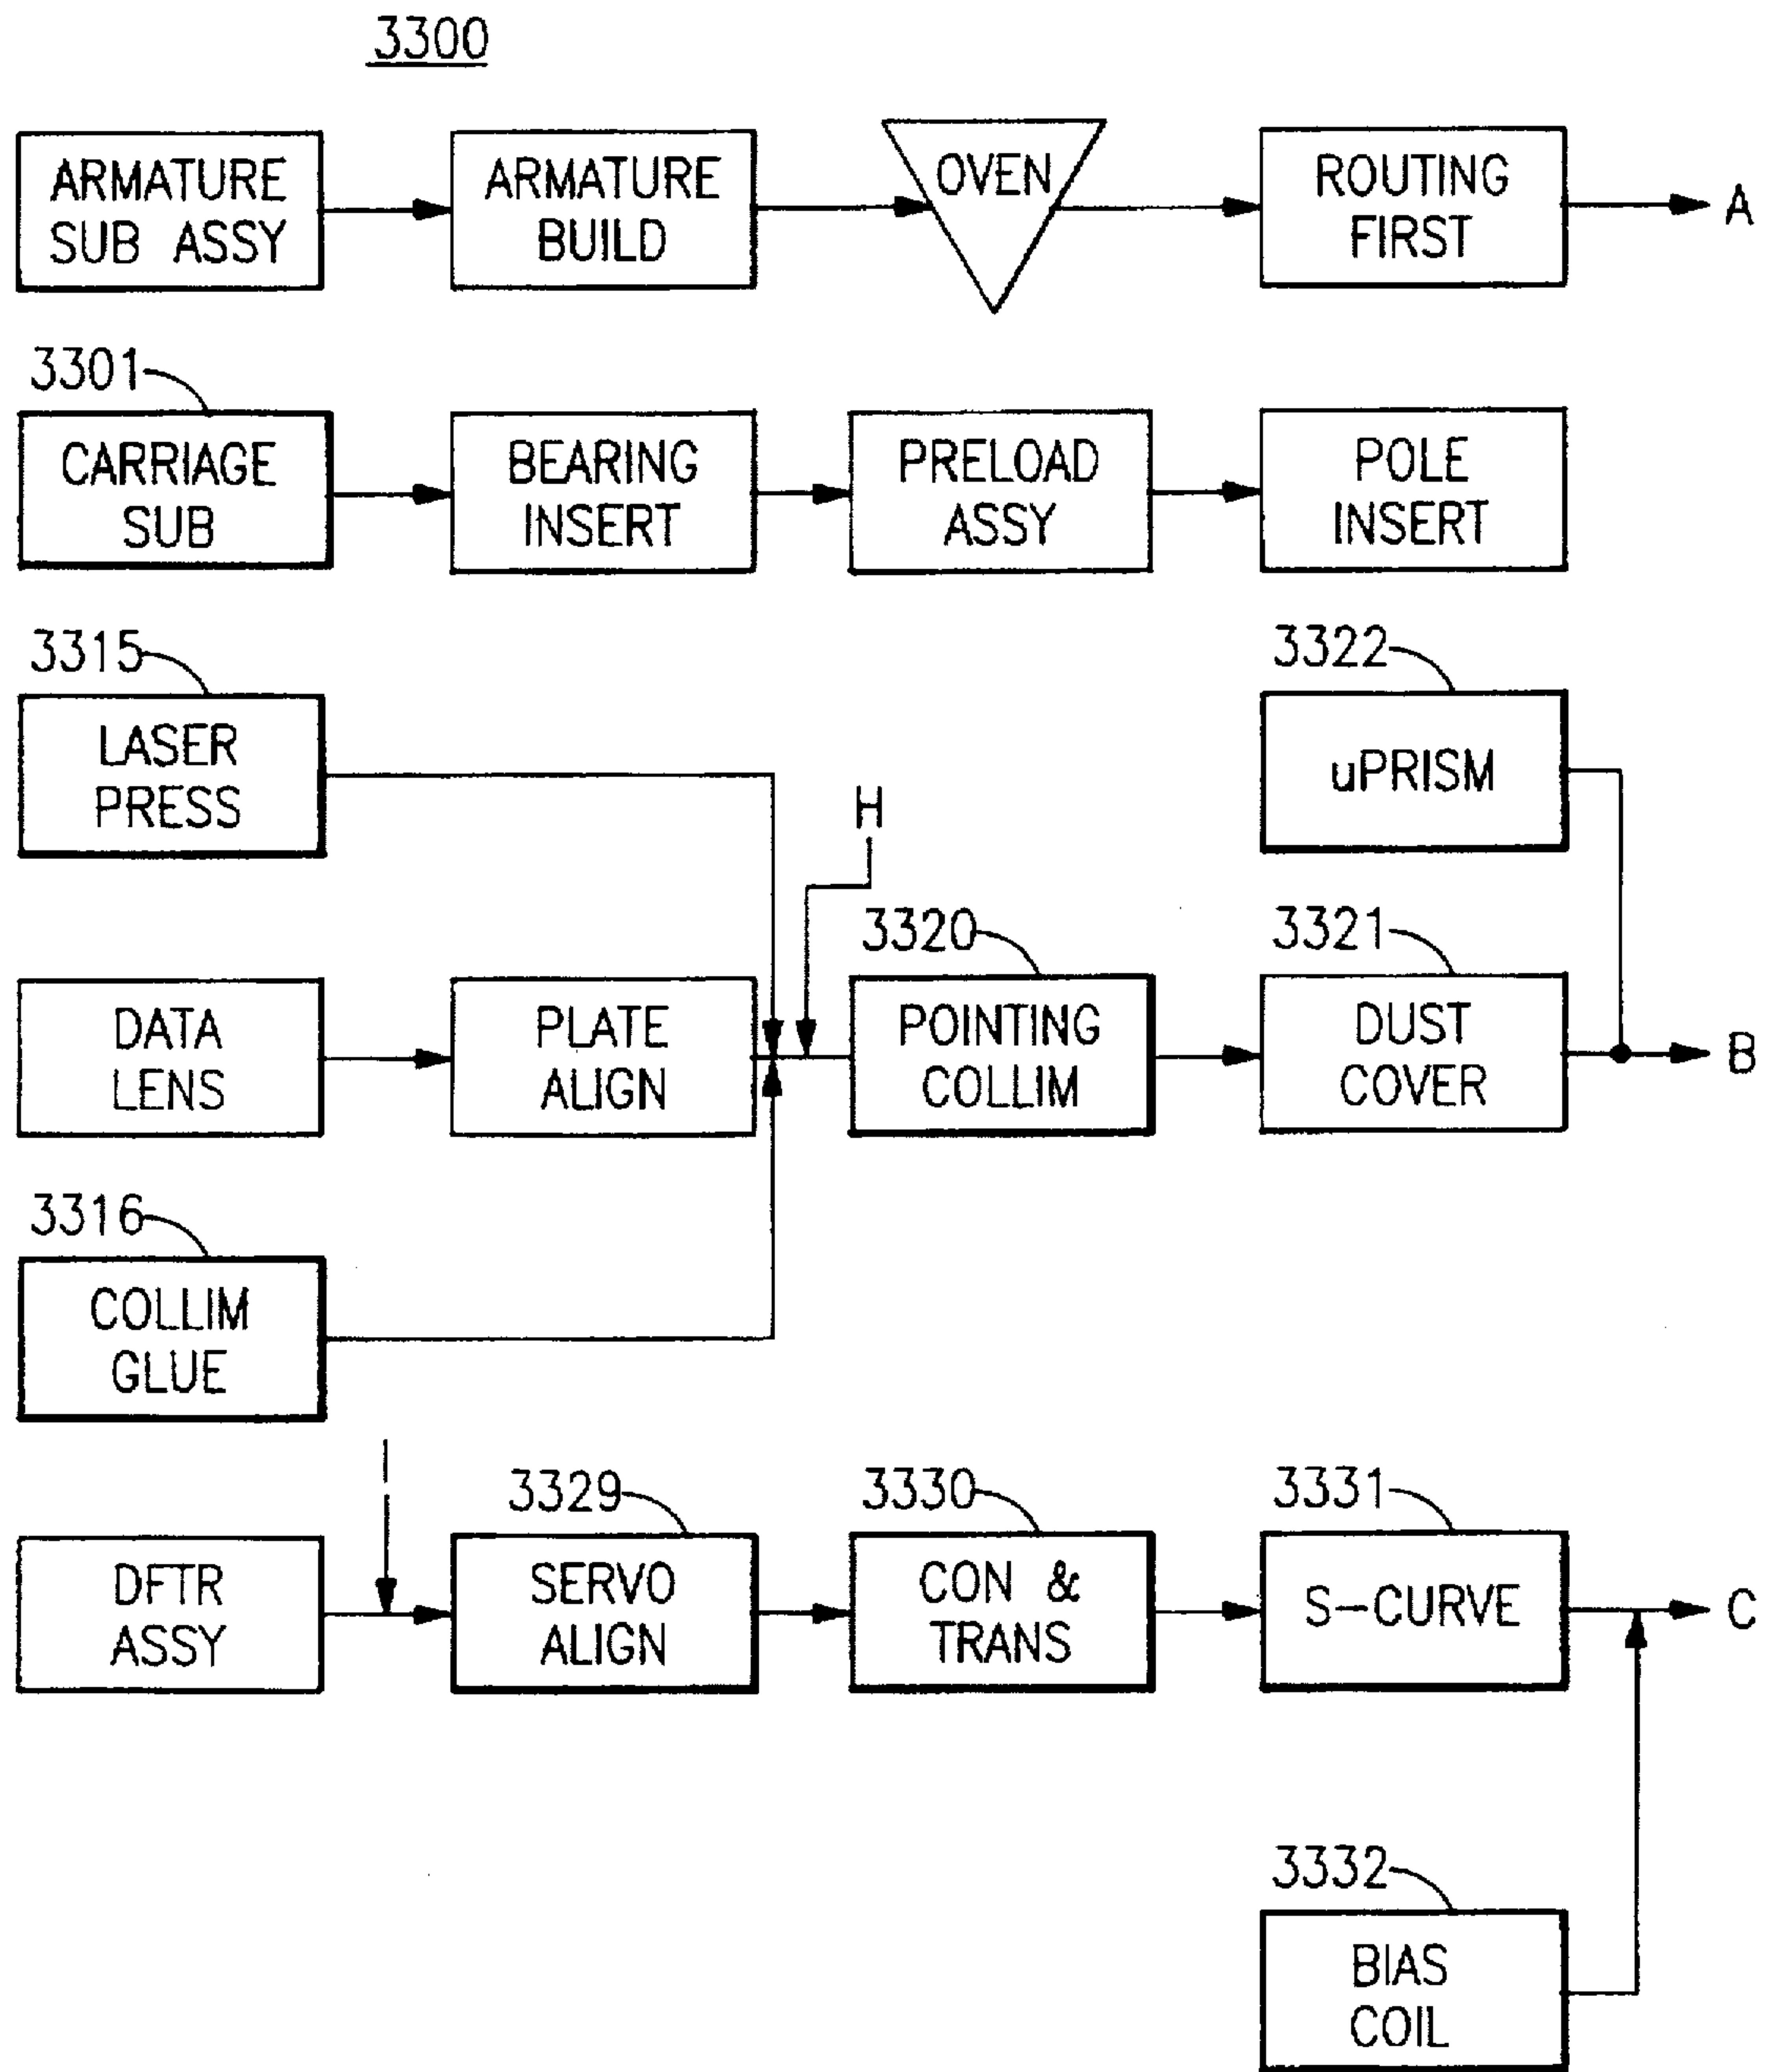 3300
ARMATURE
SUB ASSY
ARMATURE
BUILD
OVEN
ROUTING
FIRST
A
3301
CARRIAGE
SUB
BEARING
INSERT
PRELOAD
ASSY
POLE
INSERT
3315
LASER
PRESS
3322
uPRISM
H
DATA
LENS
PLATE
ALIGN
3320
POINTING
COLLIM
3321
DUST
COVER
B
3316
COLLIM
GLUE
I
DFTR
ASSY
3329
SERVO
ALIGN
3330
CON &
TRANS
3331
S-CURVE
C
3332
BIAS
COIL